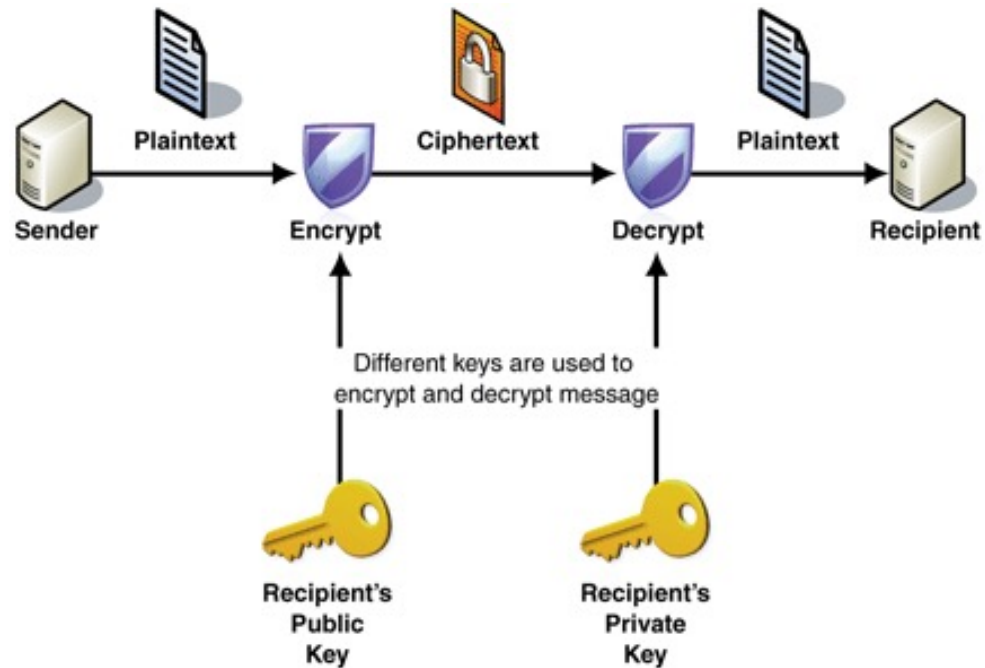 Plaintext
Ciphertext
Plaintext
Sender
Encrypt
Decrypt
Recipient
Different keys are used to
encrypt and decrypt message
Recipient's
Public
Key
Recipient's
Private
Key